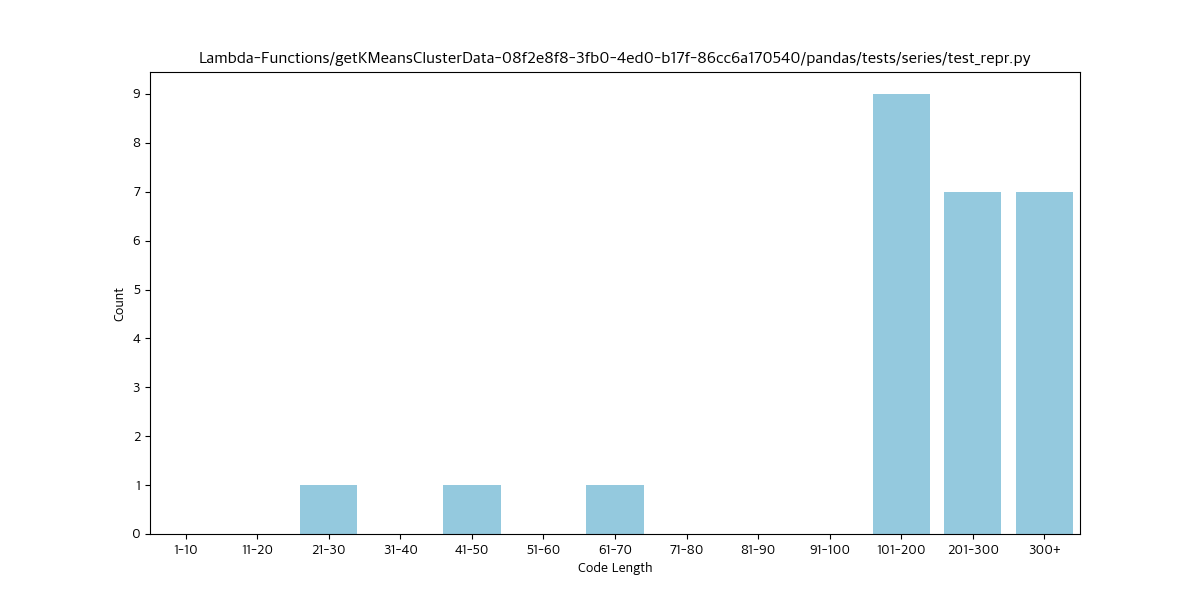 Lambda-Functions/getKMeansClusterData-08f2e8f8-3fb0-4ed0-b17f-86cc6a170540/pandas/tests/series/test_repr.py
9
8
7
6
5
4
3
2
1
0
Count
1-10 11-20 21-30 31-40 41-50 51-60 61-70 71-80 81-90 91-100 101-200 201-300 300+
Code Length